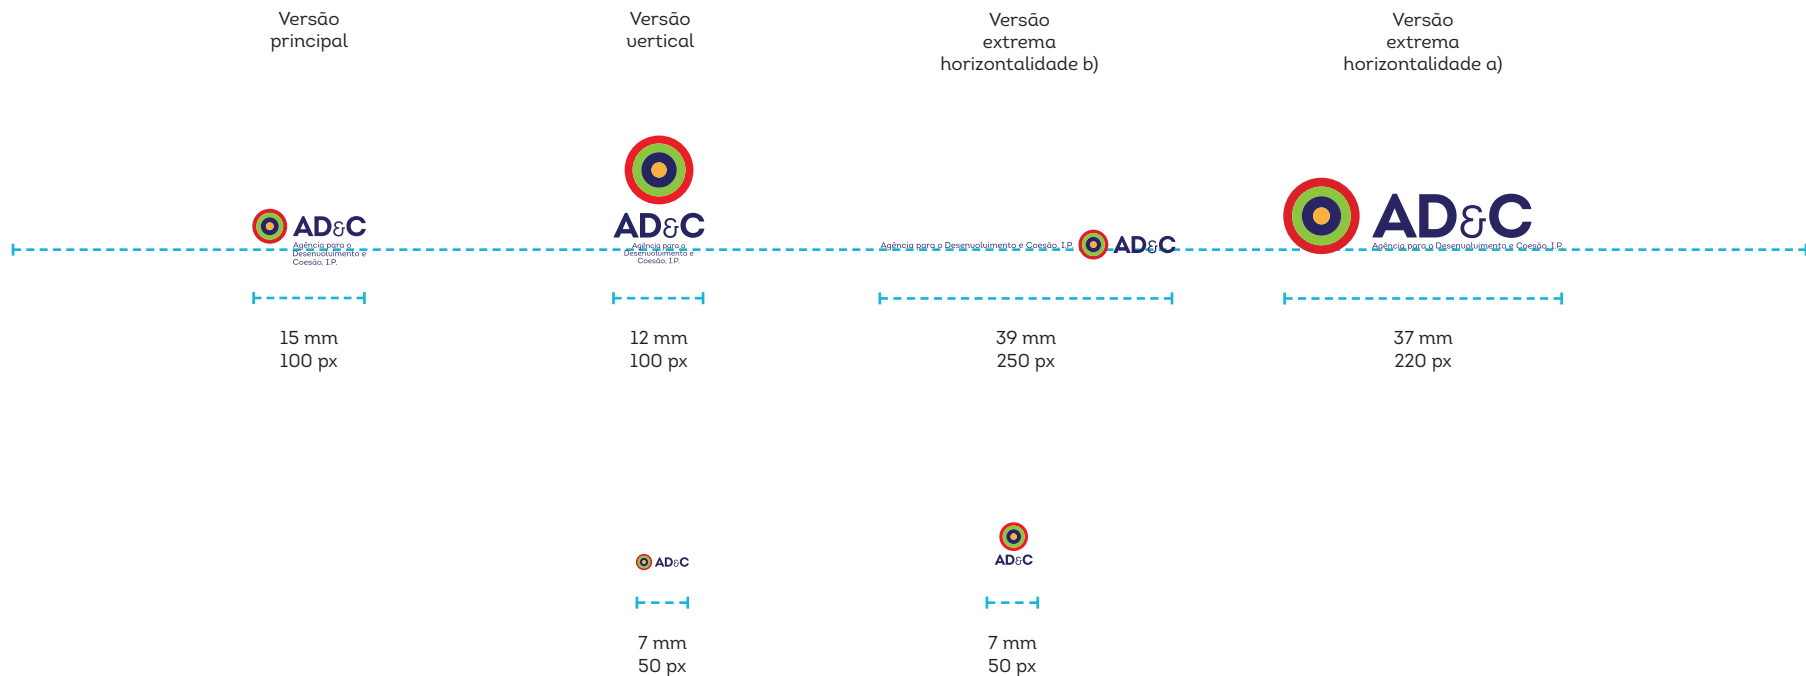 Versão
principal
Versão
vertical
Versão
extrema
horizontalidade b)
Versão
extrema
horizontalidade a)
AD&C
Agência para o
Desenvolvimento e
Coesão, I.P.
AD&C
Agência para o
Desenvolvimento e
Coesão, I.P.
Agência para o Desenvolvimento e Coesão, I.P.
AD&C
AD&C
Agência para o Desenvolvimento e Coesão, I.P.
15 mm
100 px
12 mm
100 px
39 mm
250 px
37 mm
220 px
AD&C
AD&C
7 mm
50 px
7 mm
50 px